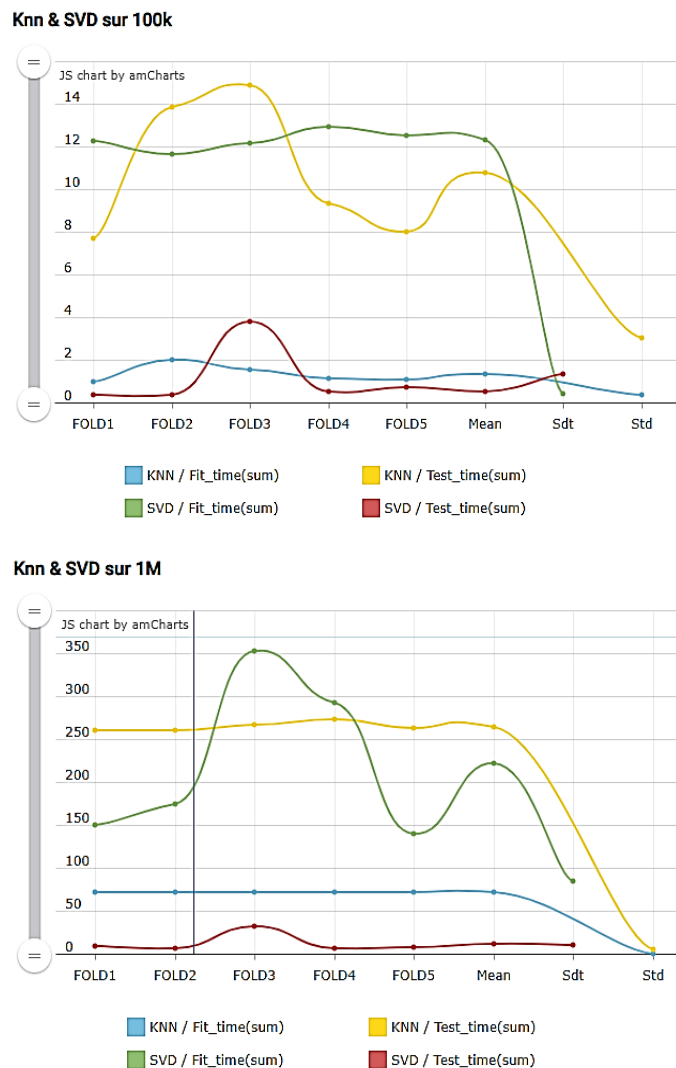 Knn & SVD sur 100k
JS chart by amCharts
14
12
10
8
6
4
2
0
FOLD1 FOLD2 FOLD3 FOLD4 FOLD5 Mean Sdt Std
KNN / Fit_time(sum) KNN / Test_time(sum)
SVD / Fit_time(sum) SVD / Test_time(sum)
Knn & SVD sur 1M
JS chart by amCharts
350
300
250
200
150
100
50
0
FOLD1 FOLD2 FOLD3 FOLD4 FOLD5 Mean Sdt Std
KNN / Fit_time(sum) KNN / Test_time(sum)
SVD / Fit_time(sum) SVD / Test_time(sum)